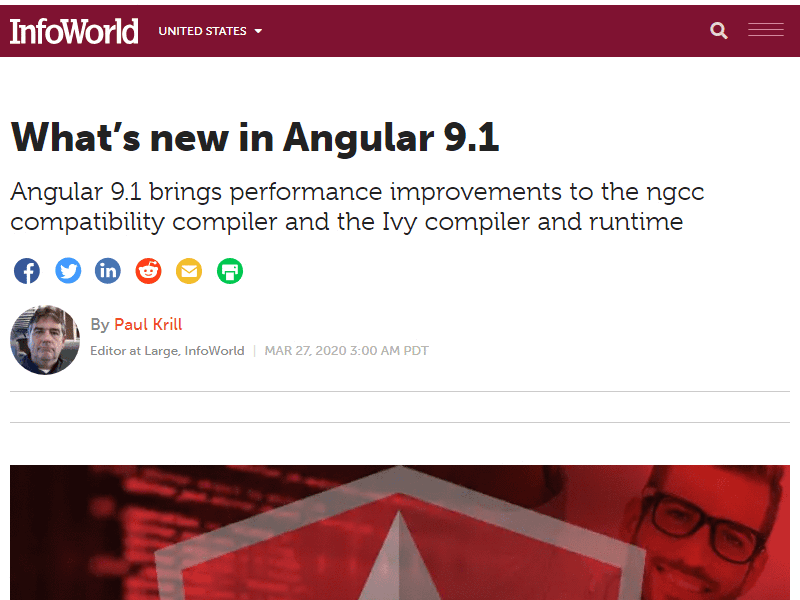 InfoWorld UNITED STATES
What's new in Angular 9.1
Angular 9.1 brings performance improvements to the ngcc
compatibility compiler and the Ivy compiler and runtime
By Paul Krill
Editor at Large, InfoWorld | MAR 27, 2020 3:00 AM PDT